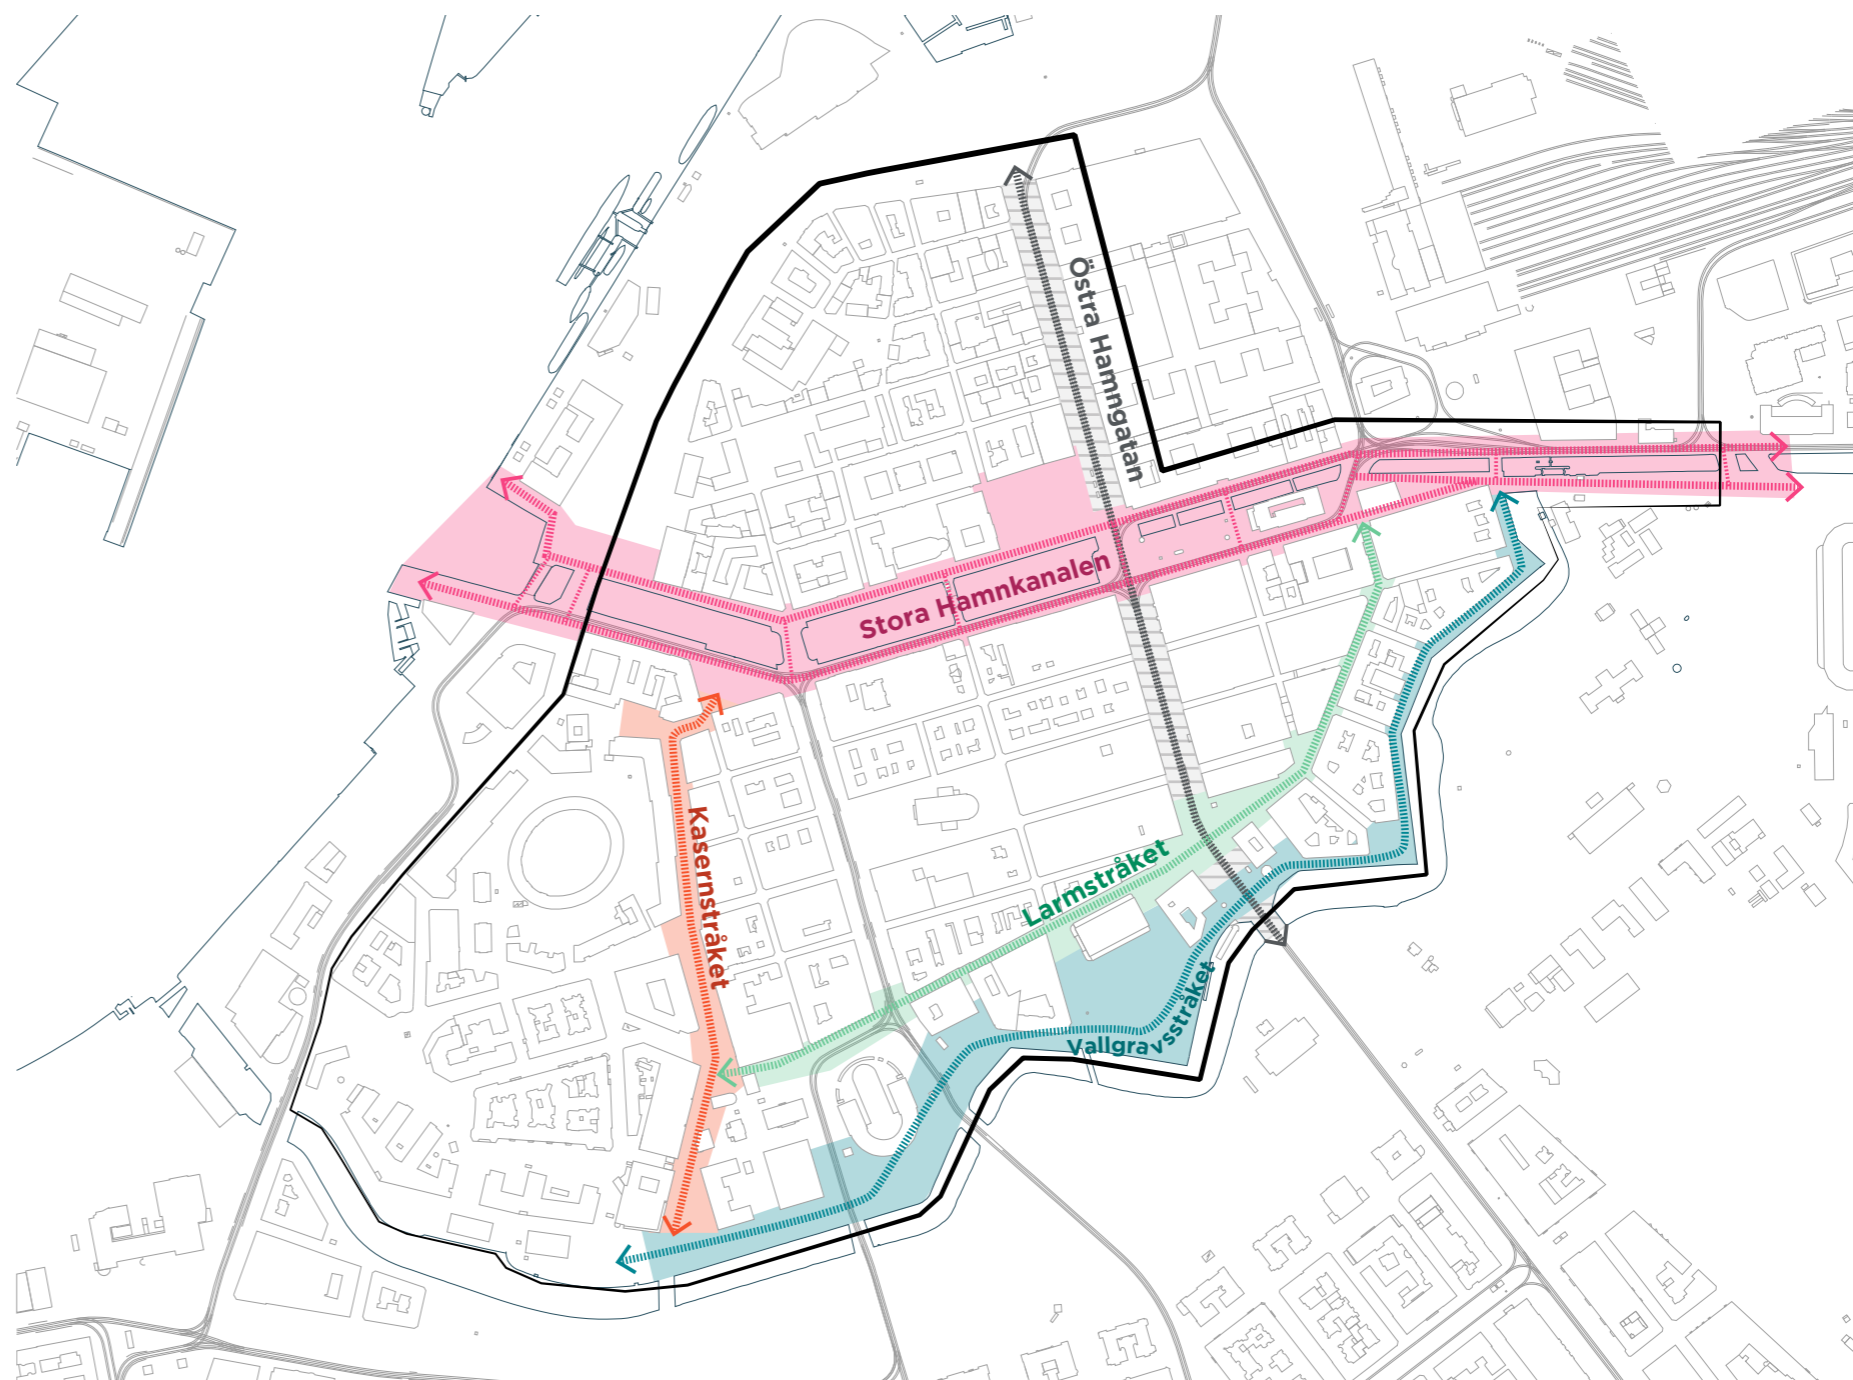 Östra Hamngatan
Stora Hamnkanalen
Kasernstråket
Larmstråket
Vallgravsstråket